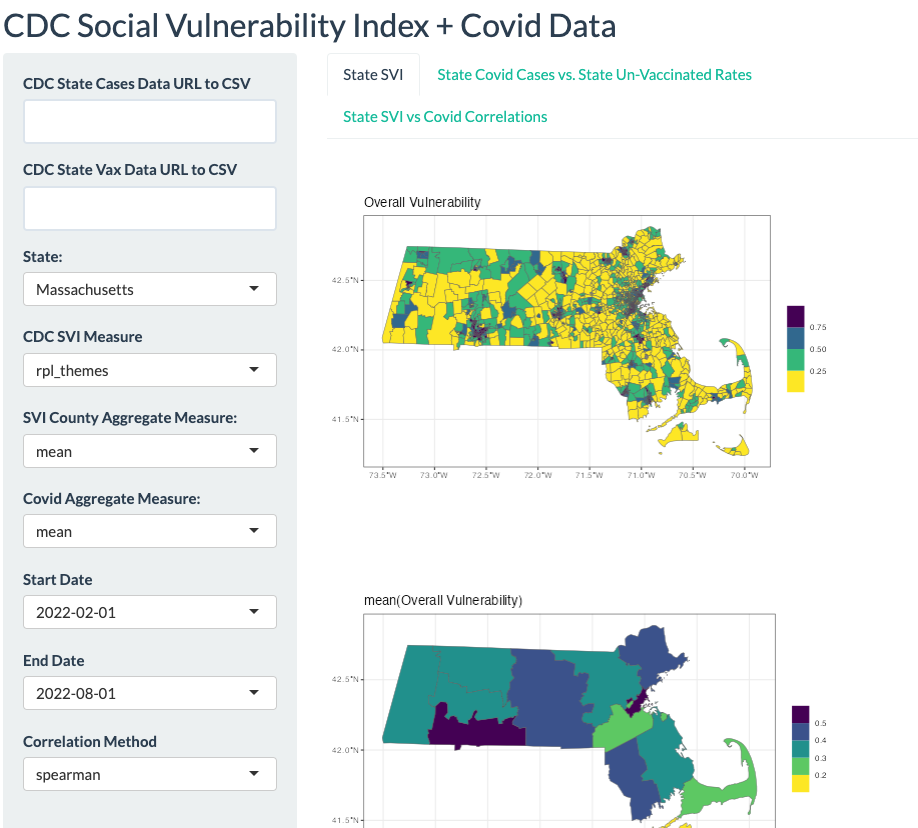 CDC Social Vulnerability Index + Covid Data
CDC State Cases Data URL to CSV
CDC State Vax Data URL to CSV
State:
Massachusetts
CDC SVI Measure
rpl_themes
SVI County Aggregate Measure:
mean
Covid Aggregate Measure:
mean
Start Date
2022-02-01
End Date
2022-08-01
Correlation Method
spearman
State SVI
State Covid Cases vs. State Un-Vaccinated Rates
State SVI vs Covid Correlations
Overall Vulnerability
42.5°N
42.0°N
41.5°N
73.5°W 73.0°W 72.5°W 72.0°W 71.5°W 71.0°W 70.5°W 70.0°W
0.75
0.50
0.25
mean(Overall Vulnerability)
42.5°N
42.0°N
41.5°N
0.5
0.4
0.3
0.2